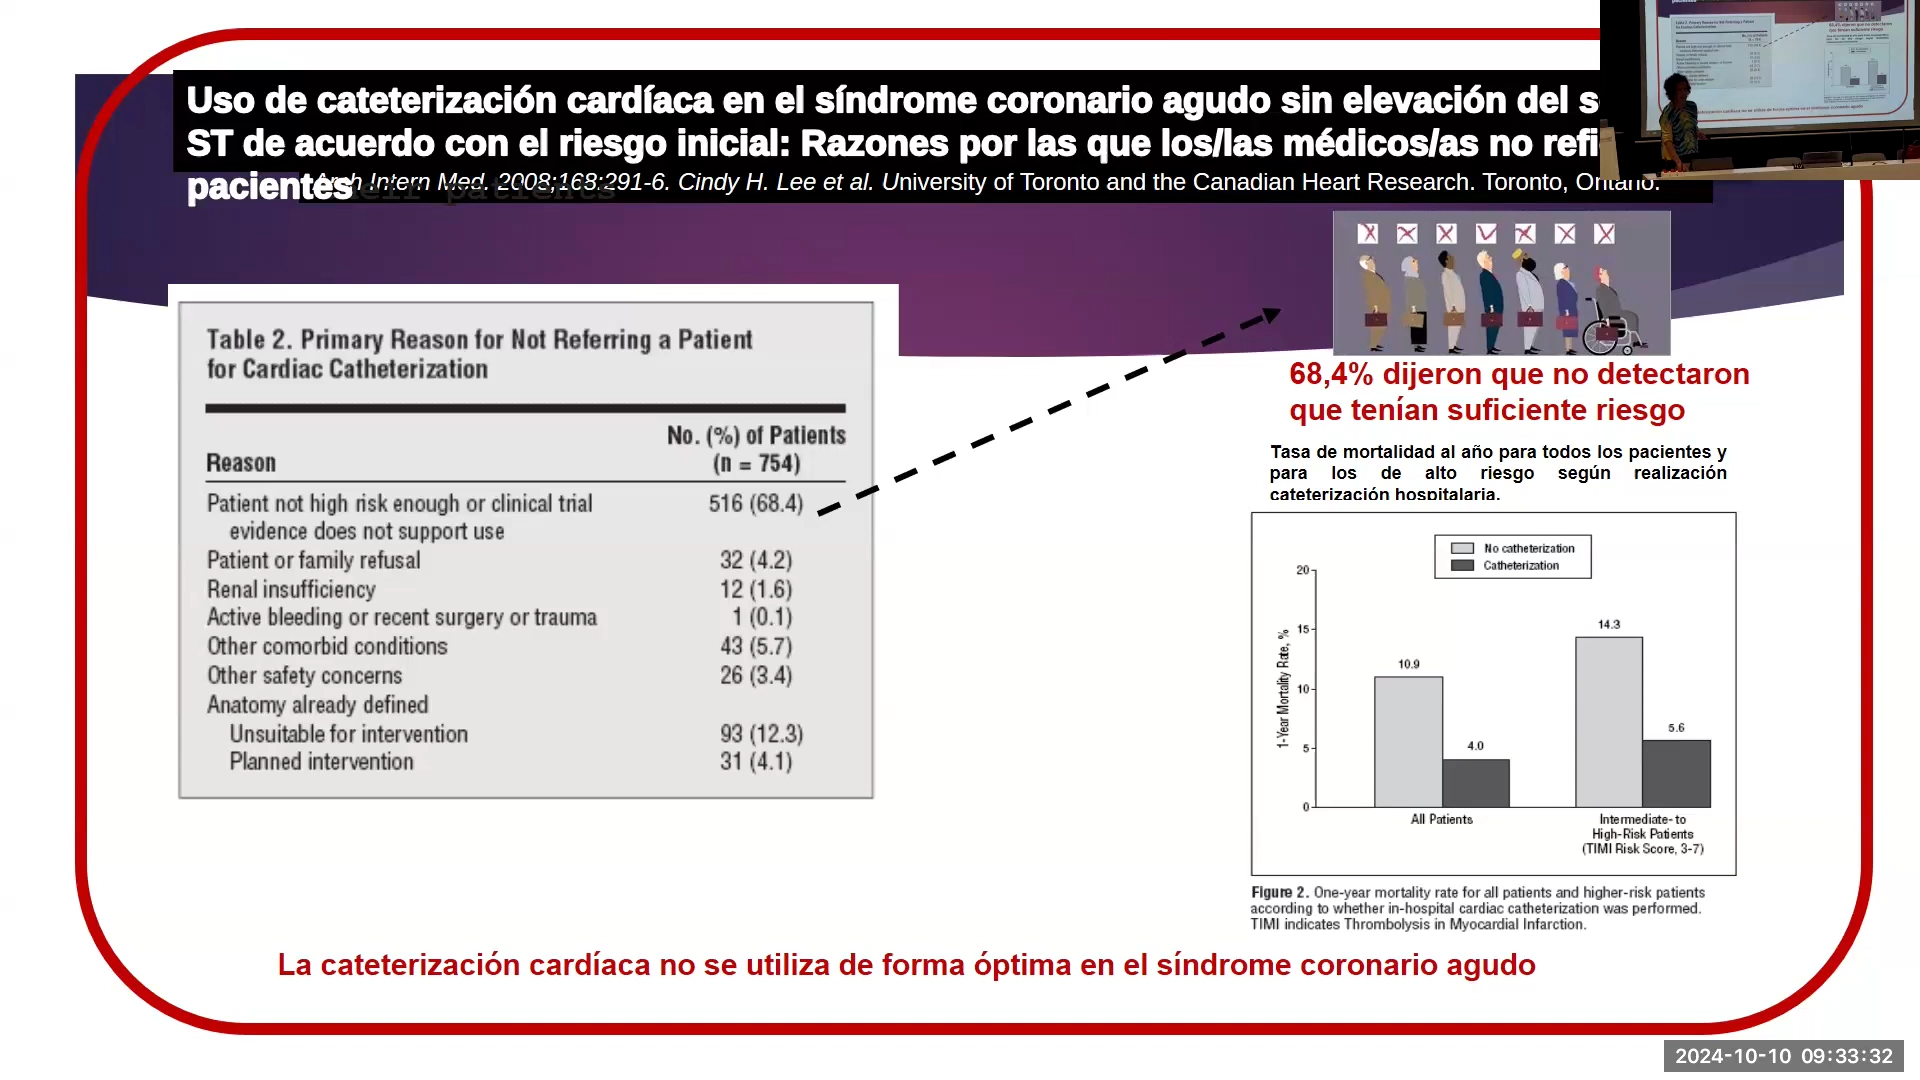 Uso de cateterización cardíaca en el síndrome coronario agudo sin elevación del s
ST de acuerdo con el riesgo inicial: Razones por las que los/las médicos/as no refi
pacientes
Arch Intern Med. 2008;168:291-6. Cindy H. Lee et al. University of Toronto and the Canadian Heart Research. Toronto, Ontario.
Table 2. Primary Reason for Not Referring a Patient
for Cardiac Catheterization
No. (%) of Patients
Reason (n = 754)
Patient not high risk enough or clinical trial 516 (68.4)
evidence does not support use
Patient or family refusal 32 (4.2)
Renal insufficiency 12 (1.6)
Active bleeding or recent surgery or trauma 1 (0.1)
Other comorbid conditions 43 (5.7)
Other safety concerns 26 (3.4)
Anatomy already defined
Unsuitable for intervention 93 (12.3)
Planned intervention 31 (4.1)
68,4% dijeron que no detectaron
que tenían suficiente riesgo
Tasa de mortalidad al año para todos los pacientes y
para los de alto riesgo según realización
cateterización hospitalaria.
No catheterization
Catheterization
1-Year Mortality Rate, %
20
15
10
5
0
10.9
4.0
14.3
5.6
All Patients
Intermediate- to
High-Risk Patients
(TIMI Risk Score, 3-7)
Figure 2. One-year mortality rate for all patients and higher-risk patients
according to whether in-hospital cardiac catheterization was performed.
TIMI indicates Thrombolysis in Myocardial Infarction.
La cateterización cardíaca no se utiliza de forma óptima en el síndrome coronario agudo
2024-10-10 09:33:32